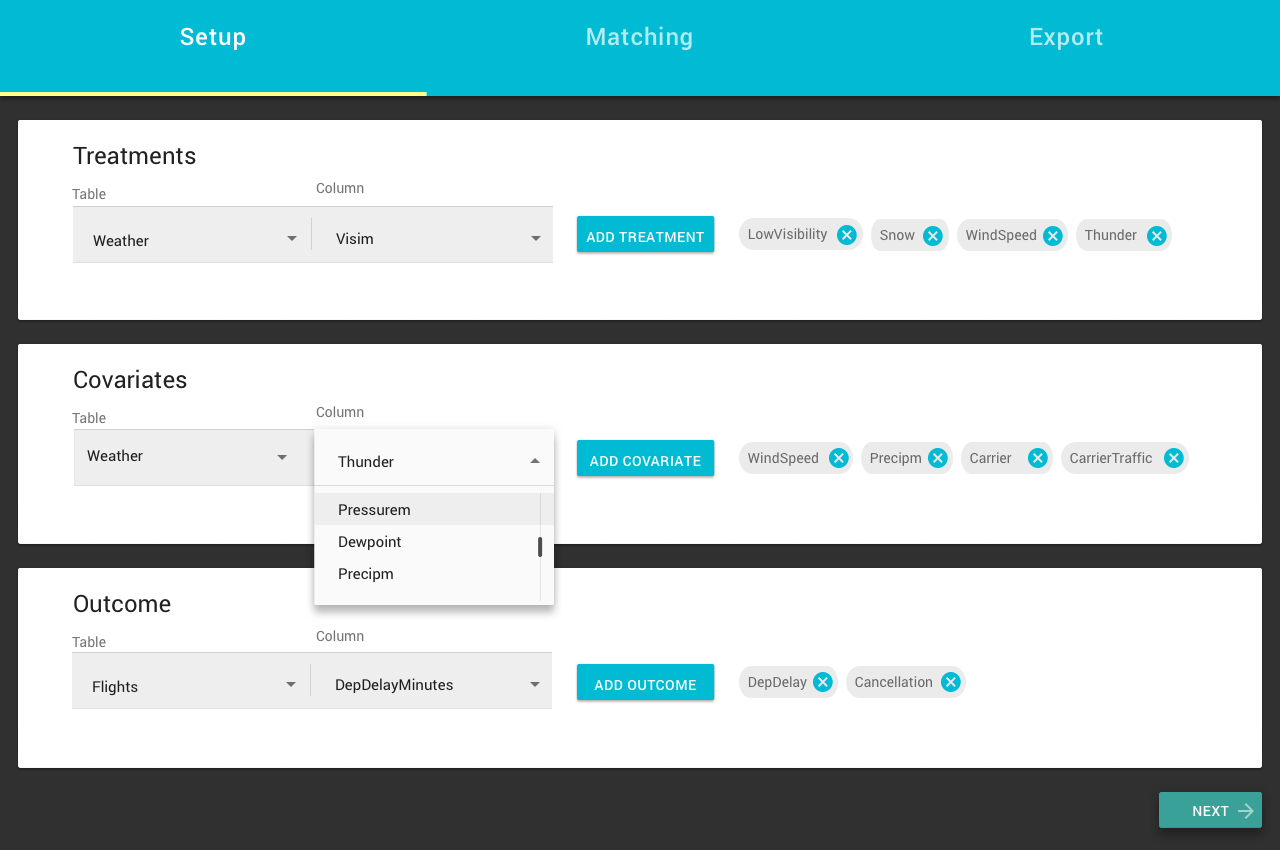 Setup Matching Export
Treatments
Table Column
Weather Visim ADD TREATMENT LowVisibility Snow WindSpeed Thunder
Covariates
Table Column
Weather Thunder ADD COVARIATE WindSpeed Precipm Carrier CarrierTraffic
Pressurem
Dewpoint
Precipm
Outcome
Table Column
Flights DepDelayMinutes ADD OUTCOME DepDelay Cancellation
NEXT